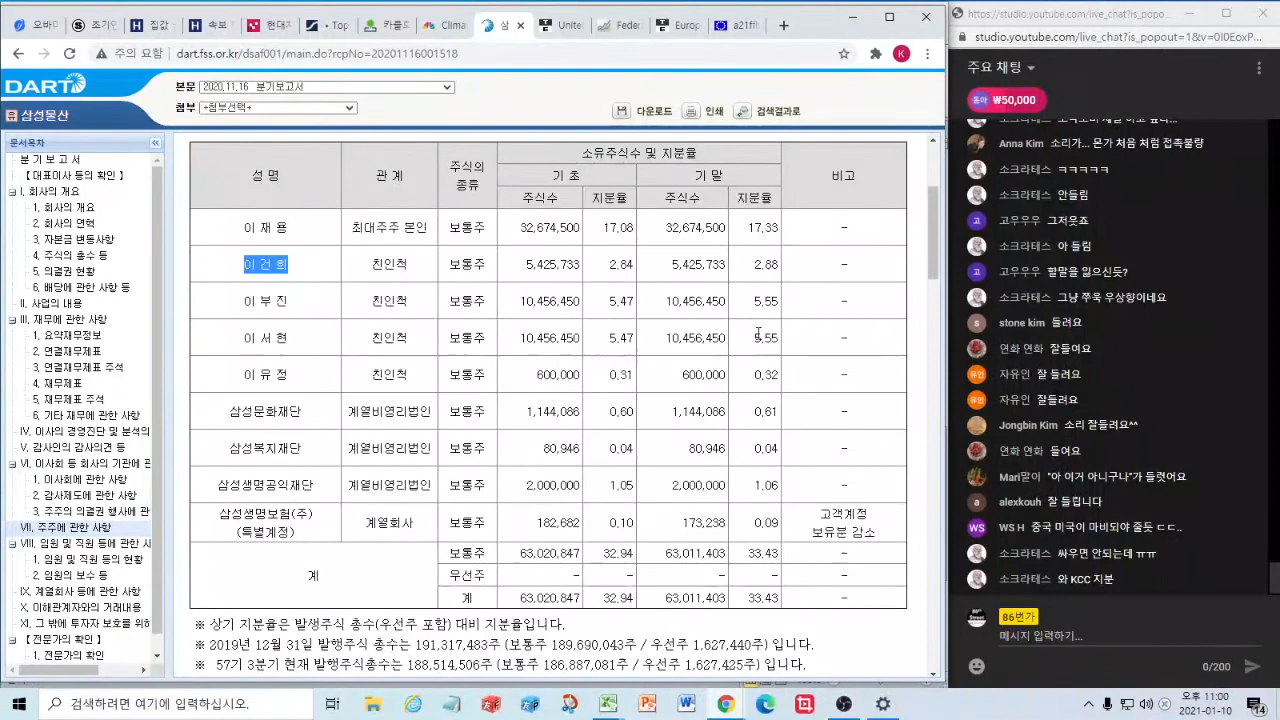 오바마
조기인
집값
속보
현대차
Top
카플트
Clima
삼
Unite
Feder
Europ
a21ff
https://studio.youtube.com/live_chat?is_popo...
주의 요함 dart.fss.or.kr/dsaf001/main.do?rcpNo=20201116001518
K
studio.youtube.com/live_chat?is_popout=1&v=0I0EoxP...
DART
본문 2020.11.16 분기보고서
첨부 +첨부선택+
다운로드 인쇄 검색결과로
유 삼성물산
문서목차
분 기 보 고 서
【 대표이사 등의 확인 】
I. 회사의 개요
1. 회사의 개요
2. 회사의 연혁
3. 자본금 변동사항
4. 주식의 총수 등
5. 의결권 현황
6. 배당에 관한 사항 등
II. 사업의 내용
III. 재무에 관한 사항
1. 요약재무정보
2. 연결재무제표
3. 연결재무제표 주석
4. 재무제표
5. 재무제표 주석
6. 기타 재무에 관한 사항
IV. 이사의 경영진단 및 분석의
V. 감사인의 감사의견 등
VI. 이사회 등 회사의 기관에 관
1. 이사회에 관한 사항
2. 감사제도에 관한 사항
3. 주주의 의결권 행사에 관
VII. 주주에 관한 사항
VIII. 임원 및 직원 등에 관한 사
1. 임원 및 직원 등의 현황
2. 임원의 보수 등
IX. 계열회사 등에 관한 사항
X. 이해관계자와의 거래내용
XI. 그 밖에 투자자 보호를 위하
【 전문가의 확인 】
1. 전문가의 확인
성 명 관 계 주식의 종류 소유주식수 및 지분율 비고
기 초 기 말
주식수 지분율 주식수 지분율
이 재 용 최대주주 본인 보통주 32,674,500 17.08 32,674,500 17.33 -
이 건 희 친인척 보통주 5,425,733 2.84 5,425,733 2.88 -
이 부 진 친인척 보통주 10,456,450 5.47 10,456,450 5.55 -
이 서 현 친인척 보통주 10,456,450 5.47 10,456,450 5.55 -
이 유 정 친인척 보통주 600,000 0.31 600,000 0.32 -
삼성문화재단 계열비영리법인 보통주 1,144,086 0.60 1,144,086 0.61 -
삼성복지재단 계열비영리법인 보통주 80,946 0.04 80,946 0.04 -
삼성생명공익재단 계열비영리법인 보통주 2,000,000 1.05 2,000,000 1.06 -
삼성생명보험(주) (특별계정) 계열회사 보통주 182,682 0.10 173,238 0.09 고객계정 보유분 감소
계 보통주 63,020,847 32.94 63,011,403 33.43 -
우선주 - - - - -
계 63,020,847 32.94 63,011,403 33.43 -
※ 상기 지분율은 발행주식 총수(우선주 포함) 대비 지분율입니다.
※ 2019년 12월 31일 발행주식 총수는 191,317,483주 (보통주 189,690,043주 / 우선주 1,627,440주) 입니다.
※ 57기 3분기 현재 발행주식총수는 188,514,506주 (보통주 186,887,081주 / 우선주 1,627,425주) 입니다.
주요 채팅
₩50,000
소크라테스
Anna Kim 소리가... 몬가 처음 처럼 접촉불량
소크라테스 ㅋㅋㅋㅋㅋ
소크라테스 안들림
고우우우 그저웃죠
소크라테스 아 들림
고우우우 할말을 잃으신듯?
소크라테스 그냥 쭈욱 우상향이네요
stone kim 들려요
연화 연화 잘들여요
자유인 잘 들려요
자유인 잘들려요
Jongbin Kim 소리 잘들려요^^
연화 연화 들여요
Mari말이 "아 이거 아니구나"가 들렷어요
alexkouh 잘 들립니다
WS H 중국 미국이 마비되야 줄듯 ㄷㄷ..
소크라테스 싸우면 안되는데 ㅠㅠ
소크라테스 와 KCC 지분
86번가
메시지 입력하기...
0/200
검색하려면 여기에 입력하십시오.
오후 11:00
2021-01-10
14